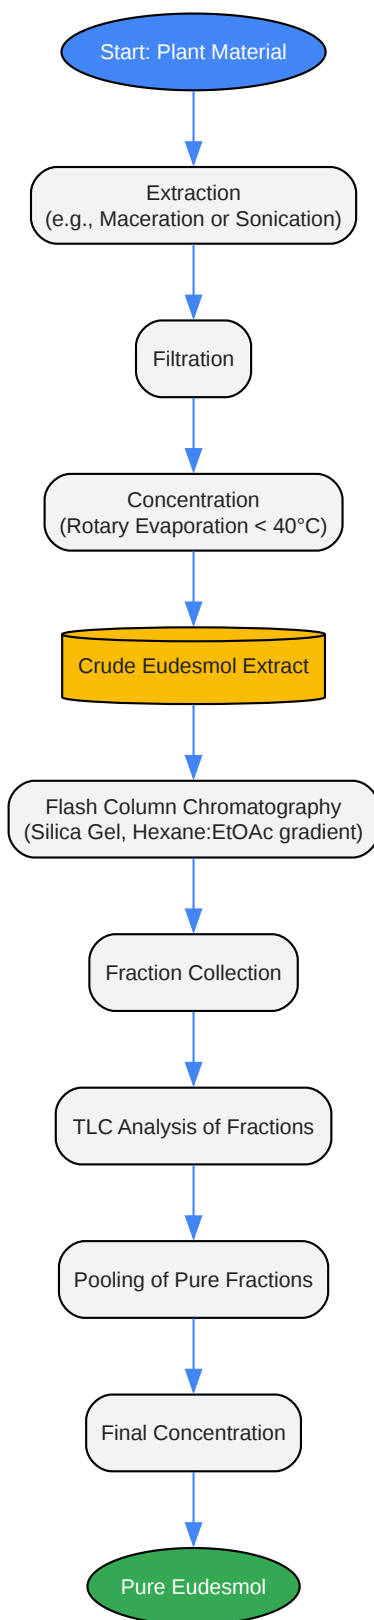 Start: Plant Material
Extraction
(e.g., Maceration or Sonication)
Filtration
Concentration
(Rotary Evaporation < 40°C)
Crude Eudesmol Extract
Flash Column Chromatography
(Silica Gel, Hexane:EtOAc gradient)
Fraction Collection
TLC Analysis of Fractions
Pooling of Pure Fractions
Final Concentration
Pure Eudesmol